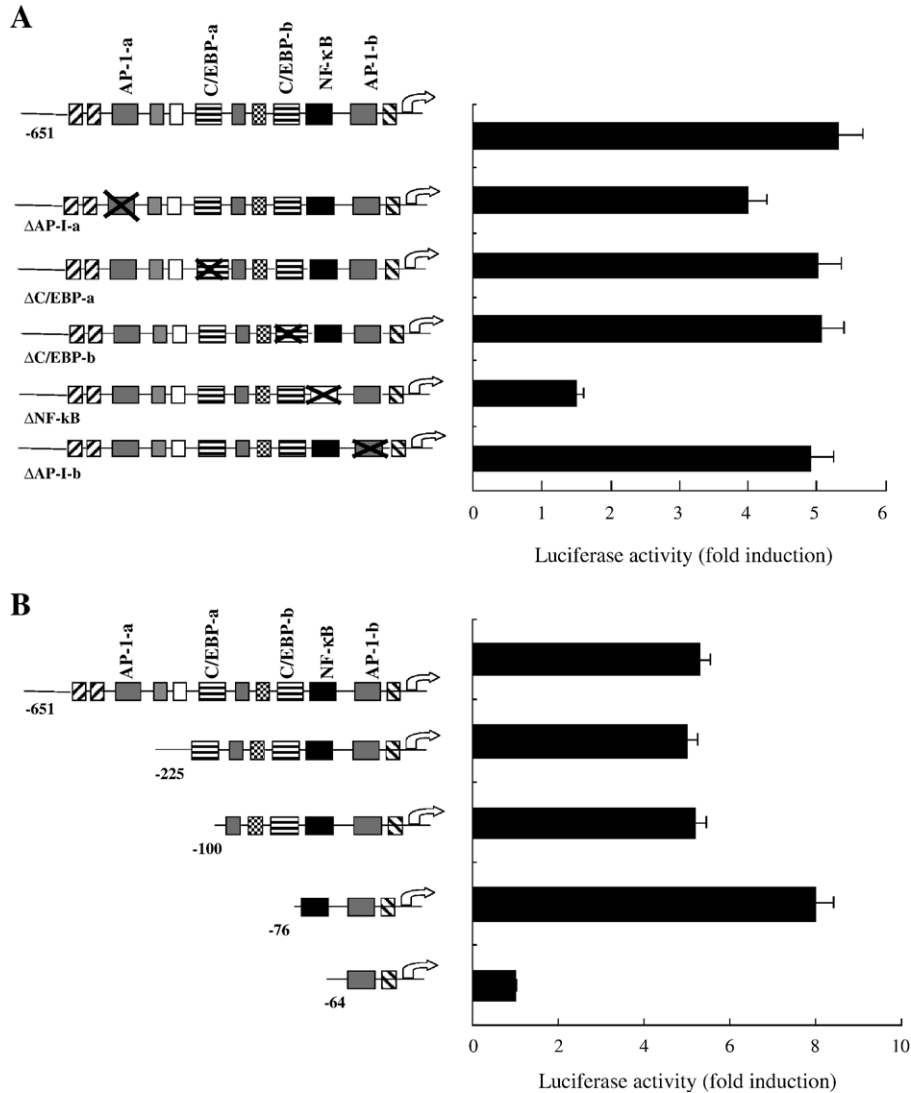 A
AP-1-a
C/EBP-a
C/EBP-b
NF-κB
AP-1-b
-651
ΔAP-I-a
ΔC/EBP-a
ΔC/EBP-b
ΔNF-kB
ΔAP-I-b
0 1 2 3 4 5 6
Luciferase activity (fold induction)
B
AP-1-a
C/EBP-a
C/EBP-b
NF-κB
AP-1-b
-651
-225
-100
-76
-64
0 2 4 6 8 10
Luciferase activity (fold induction)